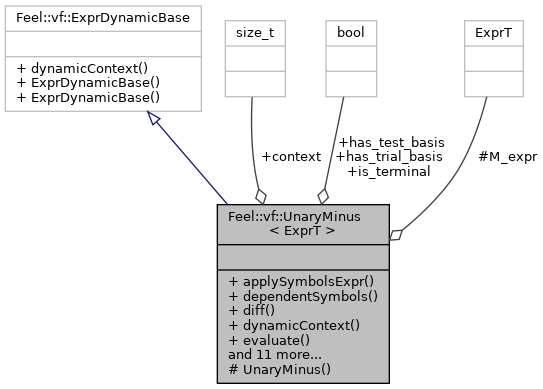 Feel::vf::ExprDynamicBase
+ dynamicContext()
+ ExprDynamicBase()
+ ExprDynamicBase()
size_t
bool
ExprT
+context
+has_test_basis
+has_trial_basis
+is_terminal
#M_expr
Feel::vf::UnaryMinus
< ExprT >
+ applySymbolsExpr()
+ dependentSymbols()
+ diff()
+ dynamicContext()
+ evaluate()
and 11 more...
# UnaryMinus()